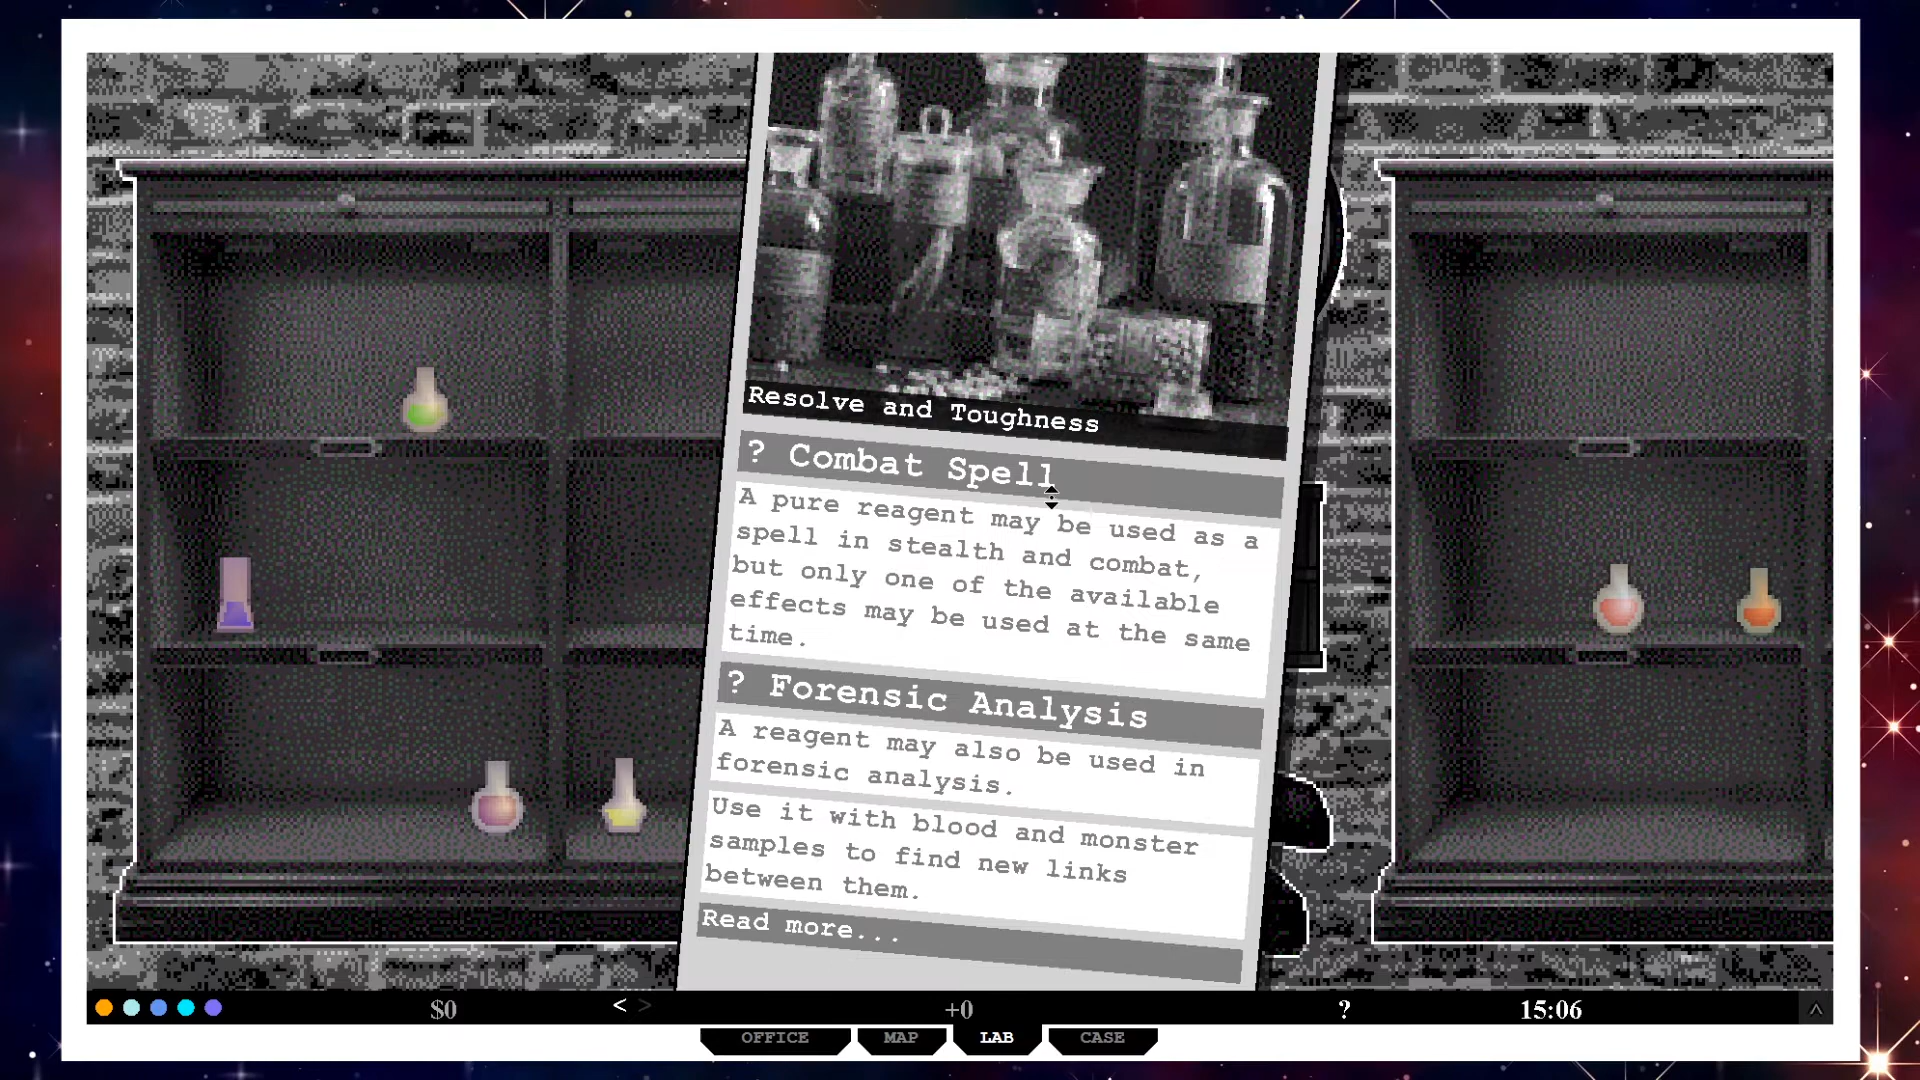 Resolve and Toughness
? Combat Spell
A pure reagent may be used as a
spell in stealth and combat,
but only one of the available
effects may be used at the same
time.
? Forensic Analysis
A reagent may also be used in
forensic analysis.
Use it with blood and monster
samples to find new links
between them.
Read more...
$0 < > +0 ? 15:06 ^
OFFICE MAP LAB CASE